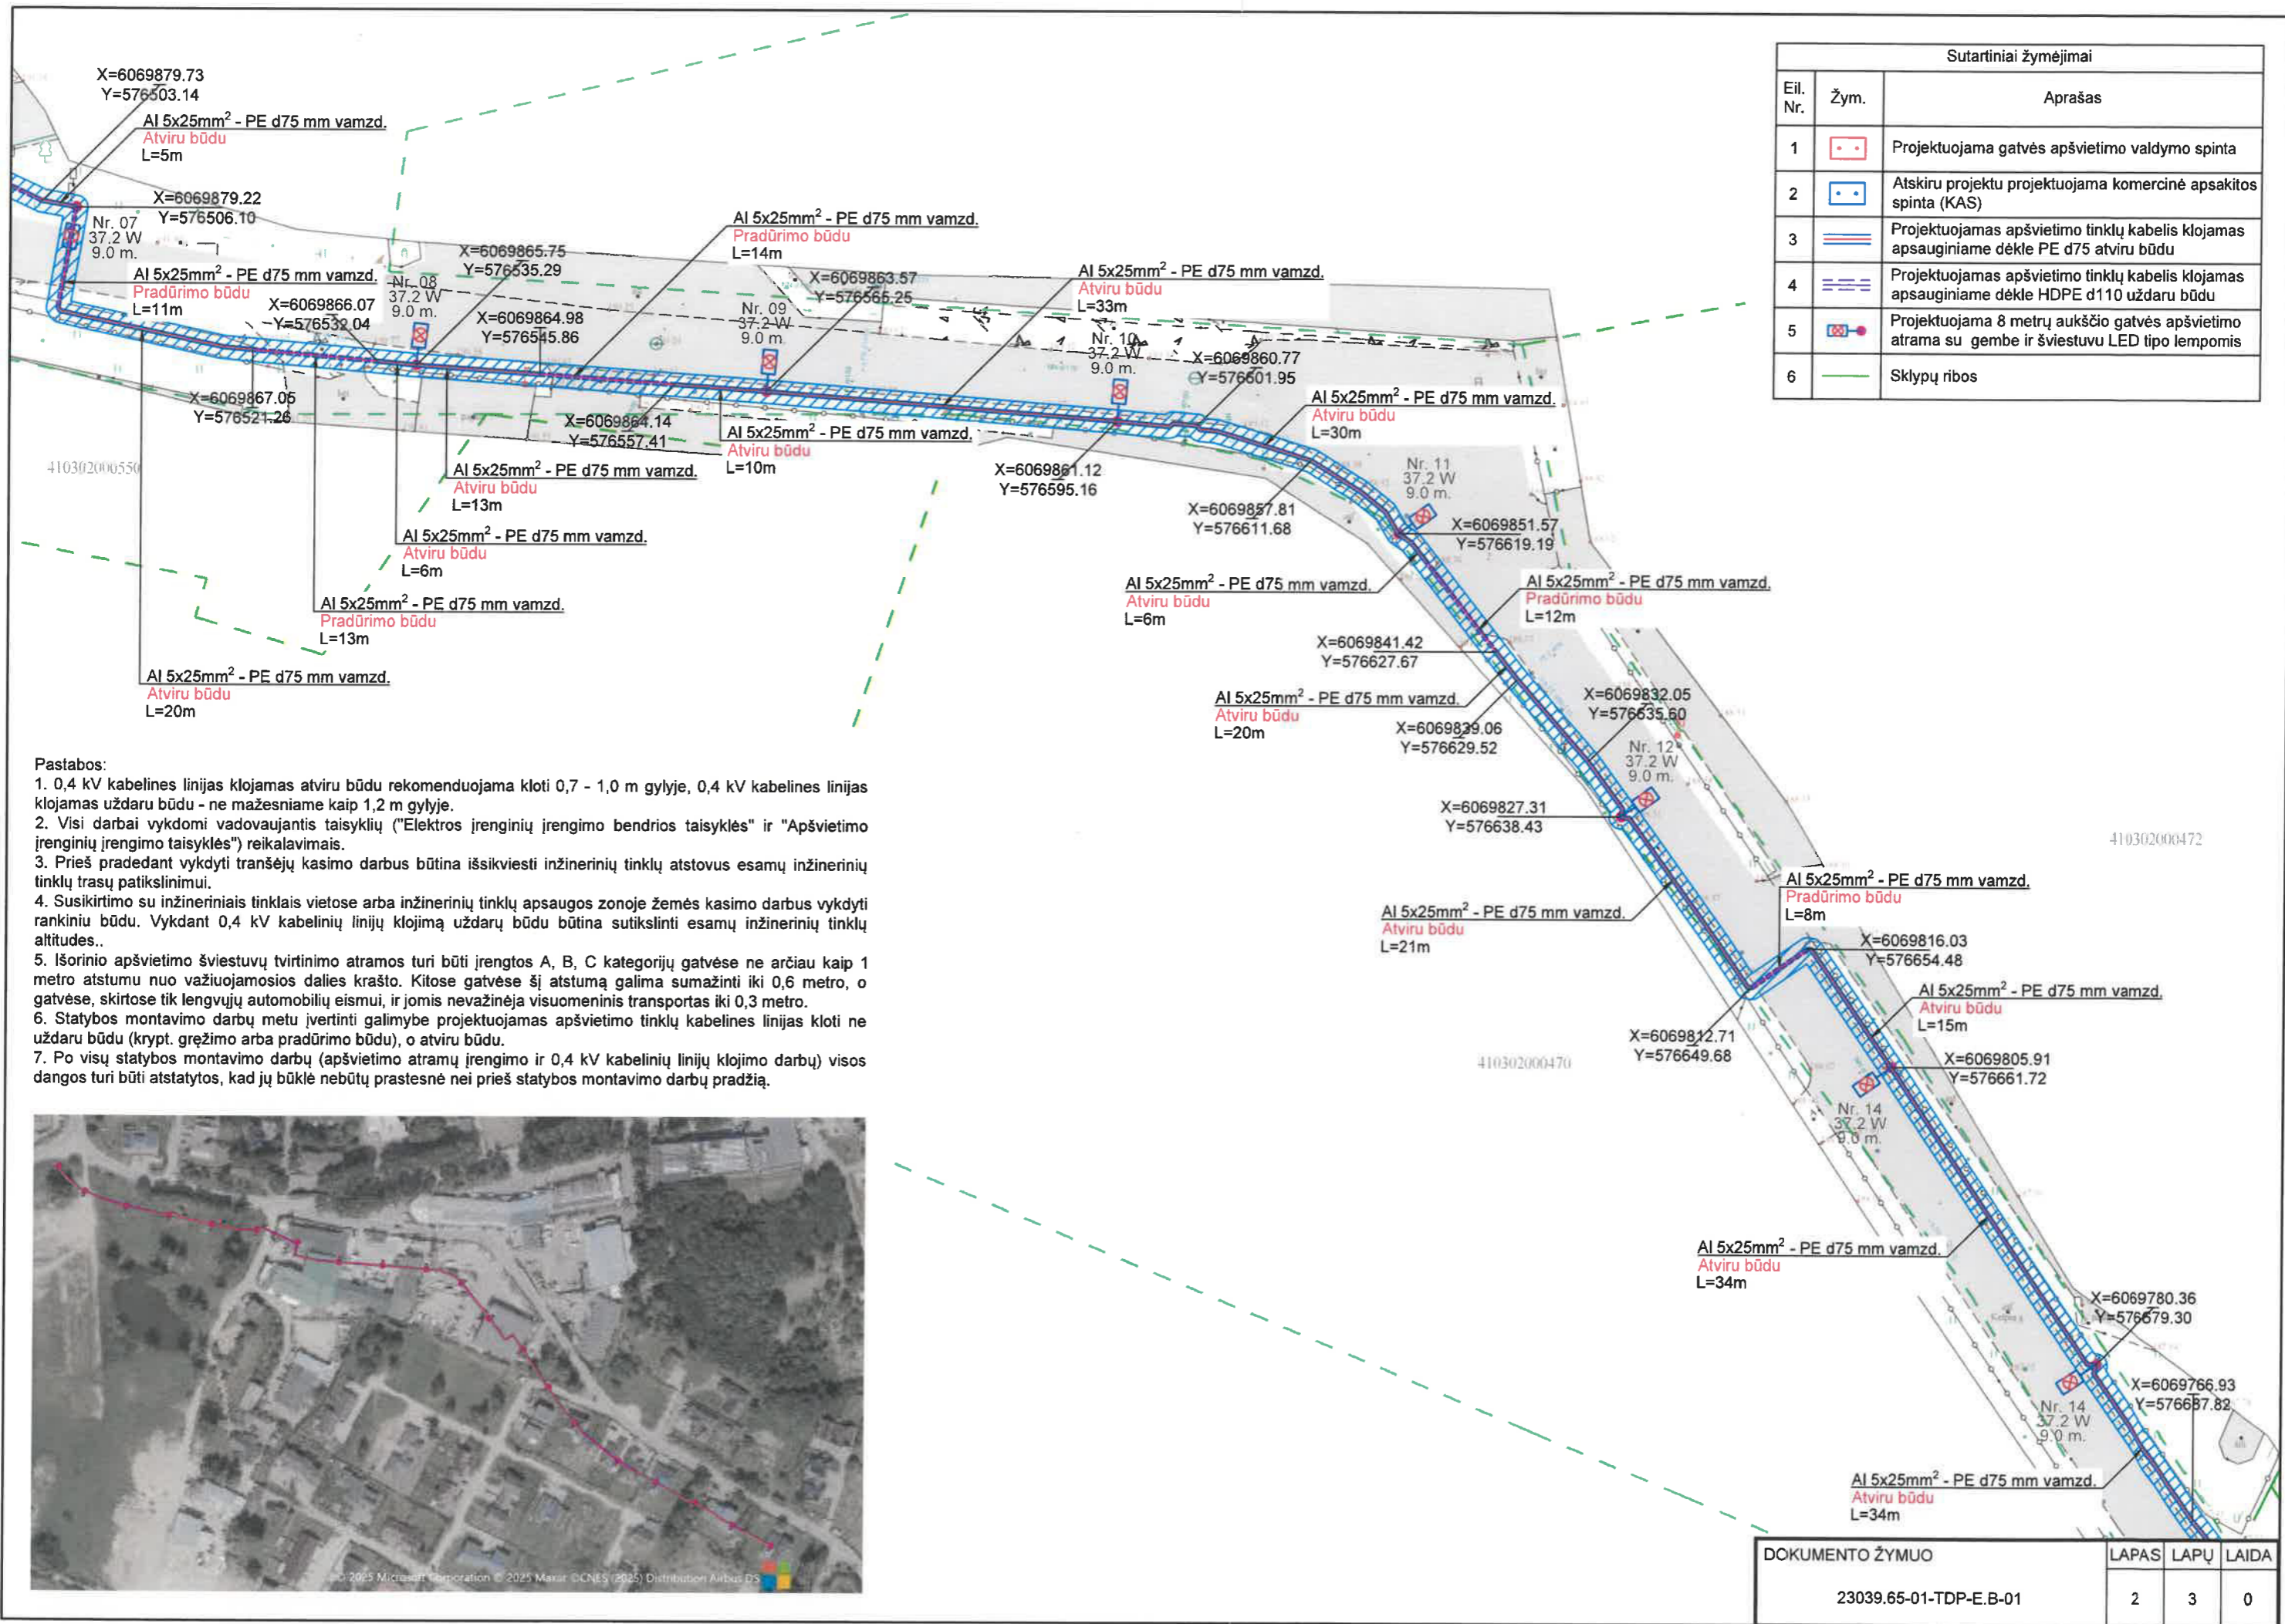 X=6069879.73
Y=576503.14
Al 5x25mm² - PE d75 mm vamzd.
Atviru būdu
L=5m
X=6069879.22
Y=576506.10
Nr. 07
37.2 W
9.0 m.
Al 5x25mm² - PE d75 mm vamzd.
Pradūrimo būdu
L=11m
X=6069866.07
Y=576532.04
Nr. 08
37.2 W
9.0 m.
X=6069865.75
Y=576535.29
X=6069864.98
Y=576545.86
Al 5x25mm² - PE d75 mm vamzd.
Pradūrimo būdu
L=14m
Nr. 09
37.2 W
9.0 m.
X=6069863.57
Y=576565.25
Al 5x25mm² - PE d75 mm vamzd.
Atviru būdu
L=33m
Nr. 10
37.2 W
9.0 m.
X=6069860.77
Y=576601.95
Al 5x25mm² - PE d75 mm vamzd.
Atviru būdu
L=30m
X=6069867.05
Y=576521.26
X=6069864.14
Y=576557.41
Al 5x25mm² - PE d75 mm vamzd.
Atviru būdu
L=10m
Al 5x25mm² - PE d75 mm vamzd.
Atviru būdu
L=13m
410302000550
X=6069861.12
Y=576595.16
Nr. 11
37.2 W
9.0 m.
X=6069857.81
Y=576611.68
X=6069851.57
Y=576619.19
Al 5x25mm² - PE d75 mm vamzd.
Atviru būdu
L=6m
Al 5x25mm² - PE d75 mm vamzd.
Pradūrimo būdu
L=13m
Al 5x25mm² - PE d75 mm vamzd.
Atviru būdu
L=20m
Al 5x25mm² - PE d75 mm vamzd.
Atviru būdu
L=6m
Al 5x25mm² - PE d75 mm vamzd.
Pradūrimo būdu
L=12m
X=6069841.42
Y=576627.67
Al 5x25mm² - PE d75 mm vamzd.
Atviru būdu
L=20m
X=6069839.06
Y=576629.52
X=6069832.05
Y=576635.60
Nr. 12
37.2 W
9.0 m.
X=6069827.31
Y=576638.43
410302000472
Al 5x25mm² - PE d75 mm vamzd.
Pradūrimo būdu
L=8m
Al 5x25mm² - PE d75 mm vamzd.
Atviru būdu
L=21m
X=6069816.03
Y=576654.48
Al 5x25mm² - PE d75 mm vamzd.
Atviru būdu
L=15m
X=6069812.71
Y=576649.68
410302000470
X=6069805.91
Y=576661.72
Nr. 14
37.2 W
9.0 m.
Al 5x25mm² - PE d75 mm vamzd.
Atviru būdu
L=34m
X=6069780.36
Y=576679.30
X=6069766.93
Y=576687.82
Nr. 14
37.2 W
9.0 m.
Al 5x25mm² - PE d75 mm vamzd.
Atviru būdu
L=34m
Sutartiniai žymėjimai
Eil. Nr.
Žym.
Aprašas
1 Projektuojama gatvės apšvietimo valdymo spinta
2 Atskiru projektu projektuojama komercinė apsakitos
spinta (KAS)
3 Projektuojamas apšvietimo tinklų kabelis klojamas
apsauginiame dėkle PE d75 atviru būdu
4 Projektuojamas apšvietimo tinklų kabelis klojamas
apsauginiame dėkle HDPE d110 uždaru būdu
5 Projektuojama 8 metrų aukščio gatvės apšvietimo
atrama su gembe ir šviestuvu LED tipo lempomis
6 Sklypų ribos
Pastabos:
1. 0,4 kV kabelines linijas klojamas atviru būdu rekomenduojama kloti 0,7 - 1,0 m gylyje, 0,4 kV kabelines linijas
klojamas uždaru būdu - ne mažesniame kaip 1,2 m gylyje.
2. Visi darbai vykdomi vadovaujantis taisyklių ("Elektros įrenginių įrengimo bendrios taisyklės" ir "Apšvietimo
įrenginių įrengimo taisyklės") reikalavimais.
3. Prieš pradedant vykdyti tranšėjų kasimo darbus būtina išsikviesti inžinerinių tinklų atstovus esamų inžinerinių
tinklų trasų patikslinimui.
4. Susikirtimo su inžineriniais tinklais vietose arba inžinerinių tinklų apsaugos zonoje žemės kasimo darbus vykdyti
rankiniu būdu. Vykdant 0,4 kV kabelinių linijų klojimą uždarų būdu būtina sutikslinti esamų inžinerinių tinklų
altitudes..
5. Išorinio apšvietimo šviestuvų tvirtinimo atramos turi būti įrengtos A, B, C kategorijų gatvėse ne arčiau kaip 1
metro atstumu nuo važiuojamosios dalies krašto. Kitose gatvėse šį atstumą galima sumažinti iki 0,6 metro, o
gatvėse, skirtose tik lengvųjų automobilių eismui, ir jomis nevažinėja visuomeninis transportas iki 0,3 metro.
6. Statybos montavimo darbų metu įvertinti galimybe projektuojamas apšvietimo tinklų kabelines linijas kloti ne
uždaru būdu (krypt. gręžimo arba pradūrimo būdu), o atviru būdu.
7. Po visų statybos montavimo darbų (apšvietimo atramų įrengimo ir 0,4 kV kabelinių linijų klojimo darbų) visos
dangos turi būti atstatytos, kad jų būklė nebūtų prastesnė nei prieš statybos montavimo darbų pradžią.
© 2025 Microsoft Corporation © 2025 Maxar ©CNES (2025) Distribution Airbus DS
DOKUMENTO ŽYMUO
LAPAS LAPŲ LAIDA
23039.65-01-TDP-E.B-01
2 3 0